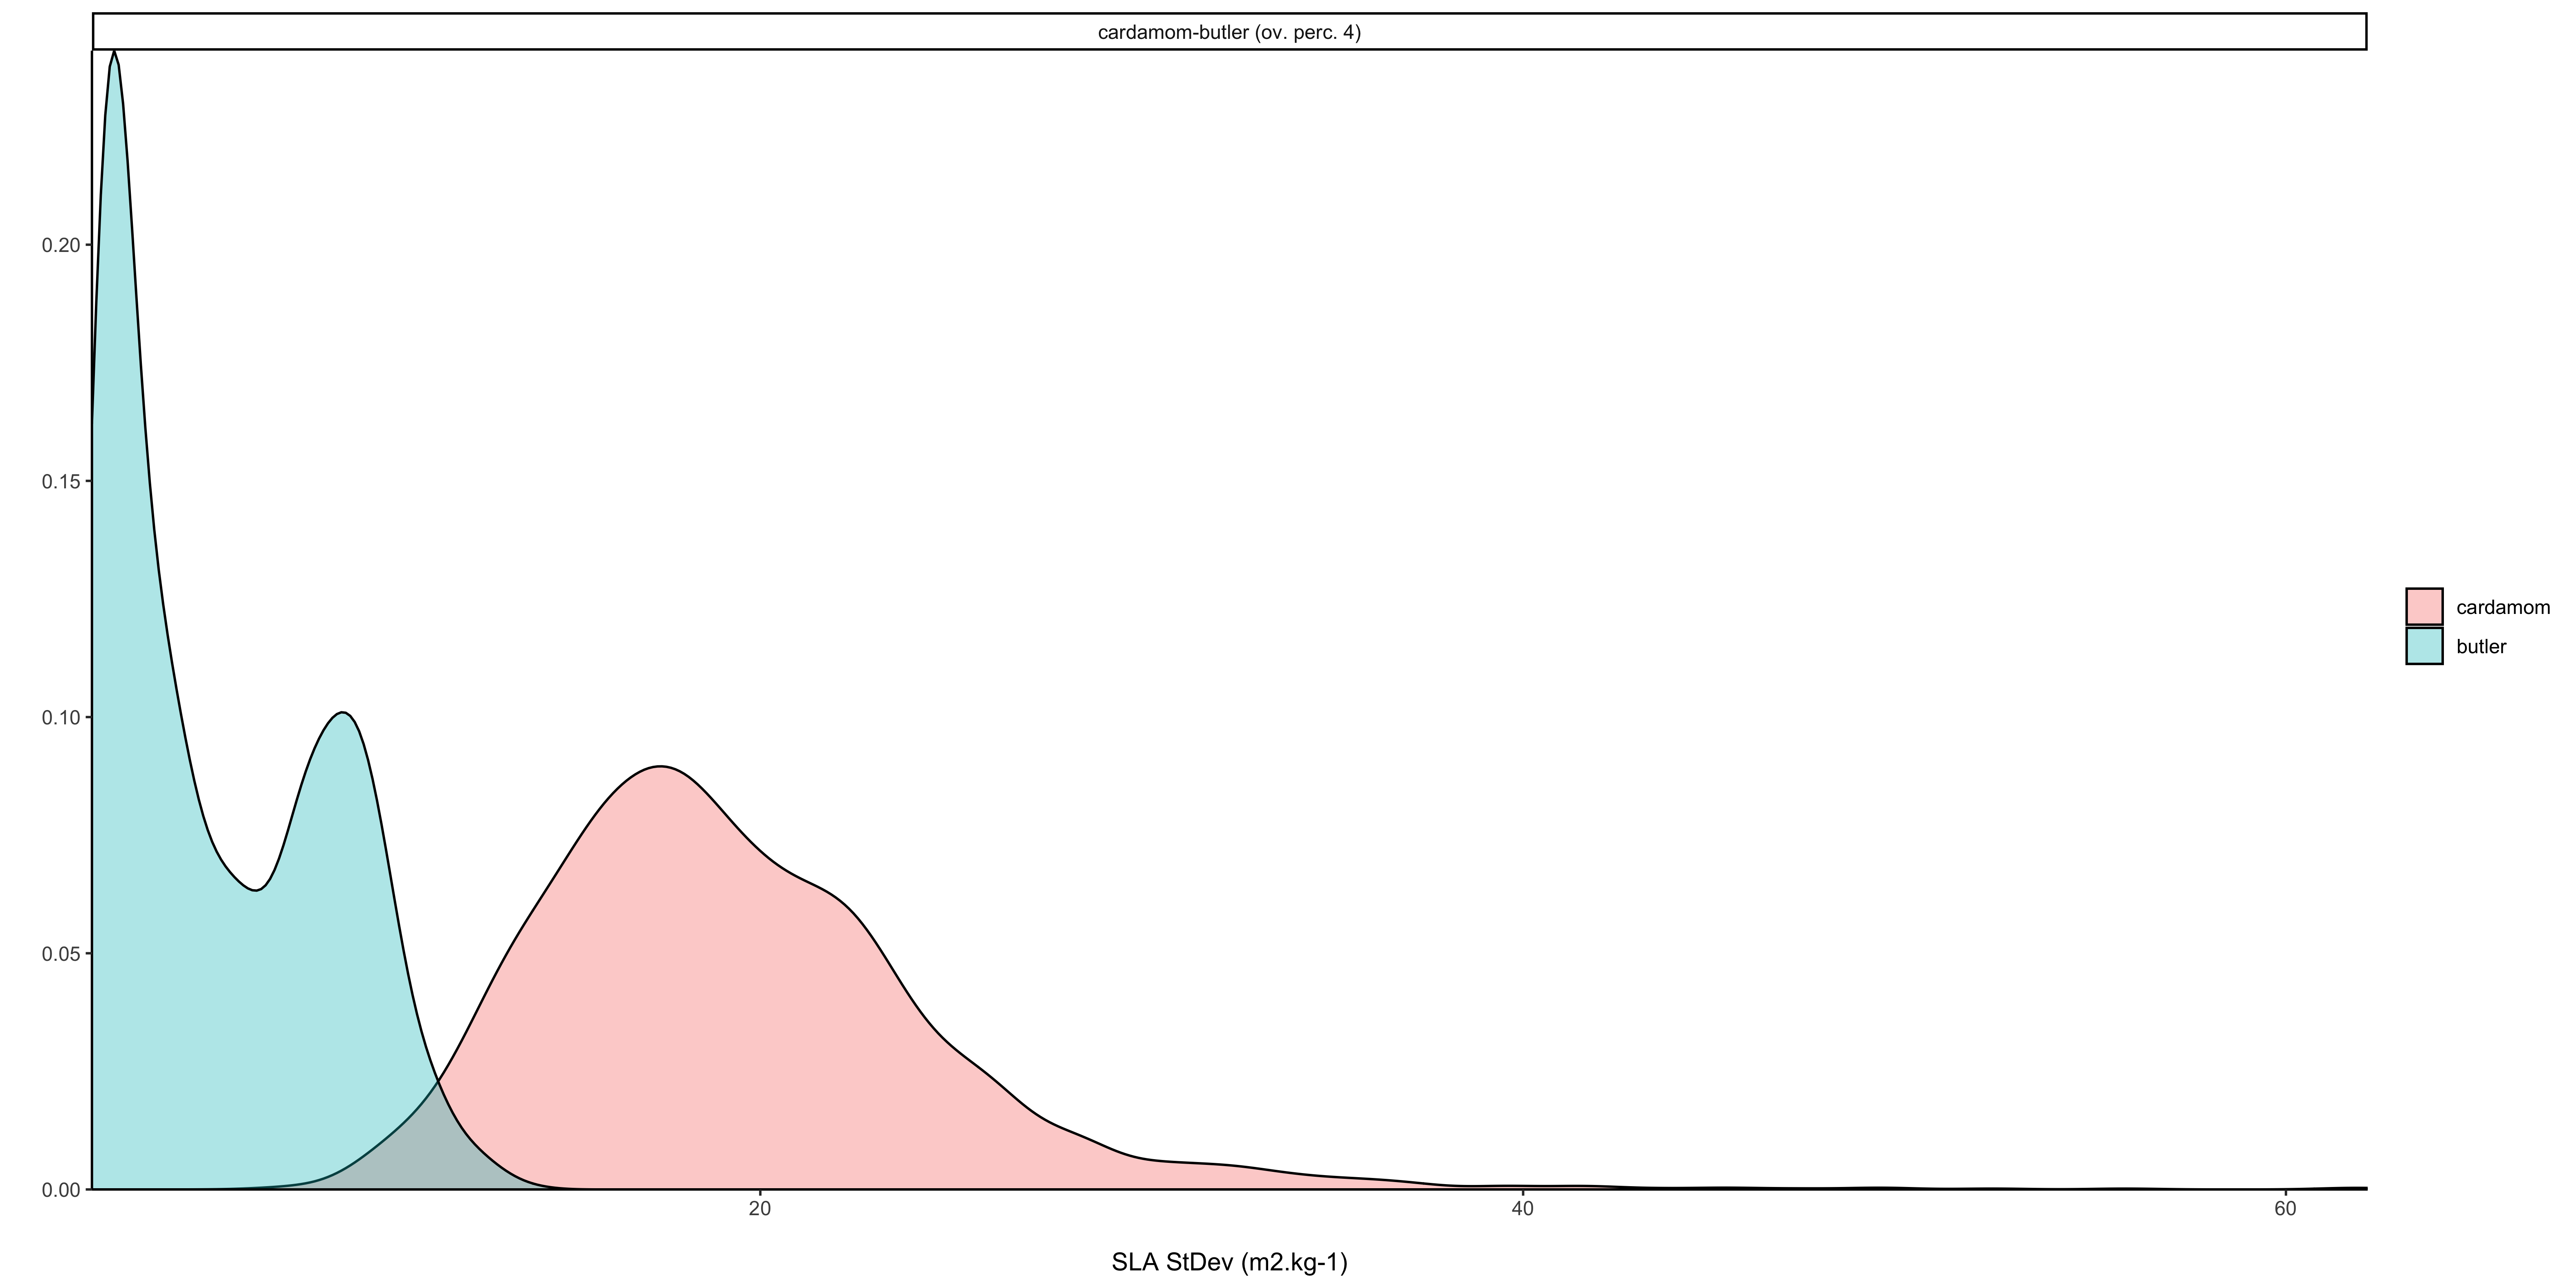 cardamom-butler (ov. perc. 4)
0.20
0.15
0.10
0.05
0.00
20
40
60
SLA StDev (m2.kg-1)
cardamom
butler